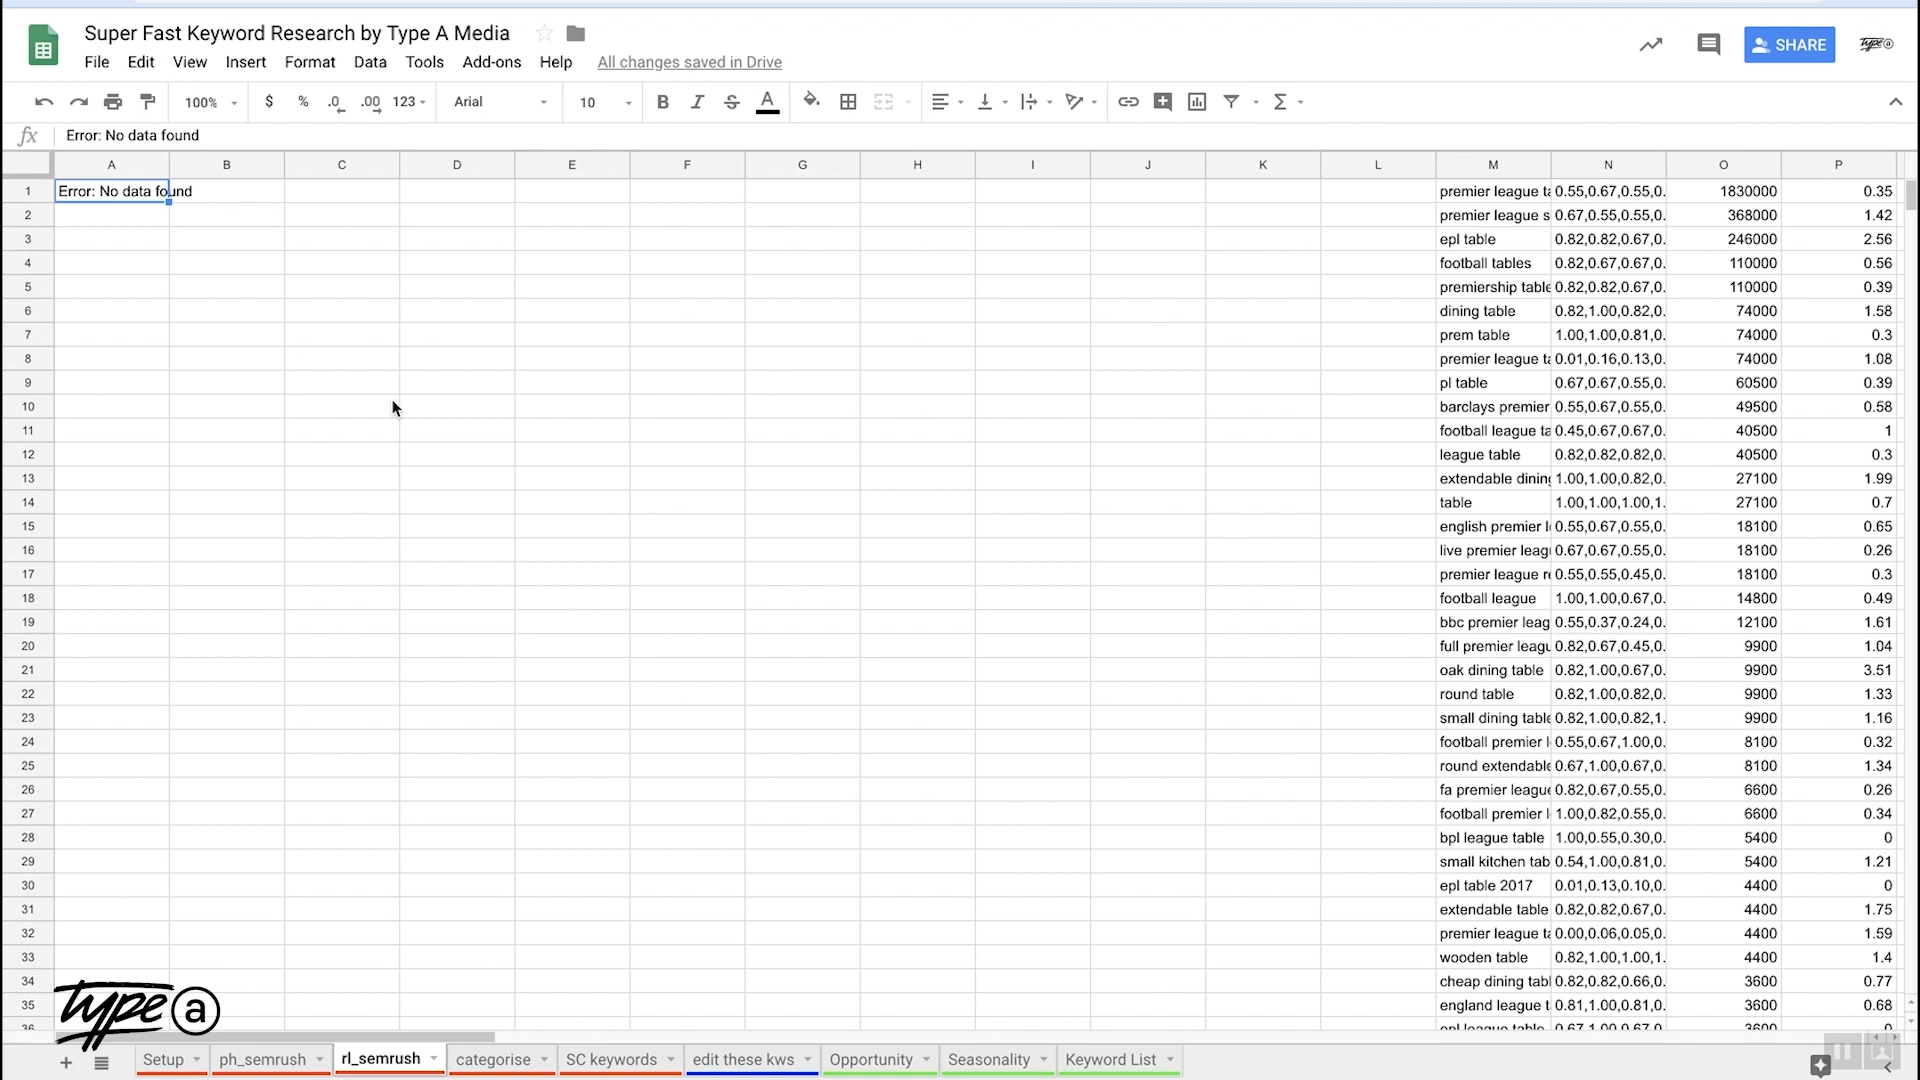 Super Fast Keyword Research by Type A Media
File Edit View Insert Format Data Tools Add-ons Help All changes saved in Drive
SHARE
type a
100% $ % .0 .00 123 Arial 10 B I S A
fx Error: No data found
A B C D E F G H I J K L M N O P
1 Error: No data found premier league ta 0.55,0.67,0.55,0. 1830000 0.35
2 premier league s 0.67,0.55,0.55,0. 368000 1.42
3 epl table 0.82,0.82,0.67,0. 246000 2.56
4 football tables 0.82,0.67,0.67,0. 110000 0.56
5 premiership table 0.82,0.82,0.67,0. 110000 0.39
6 dining table 0.82,1.00,0.82,0. 74000 1.58
7 prem table 1.00,1.00,0.81,0. 74000 0.3
8 premier league ta 0.01,0.16,0.13,0. 74000 1.08
9 pl table 0.67,0.67,0.55,0. 60500 0.39
10 barclays premier 0.55,0.67,0.55,0. 49500 0.58
11 football league ta 0.45,0.67,0.67,0. 40500 1
12 league table 0.82,0.82,0.82,0. 40500 0.3
13 extendable dining 1.00,1.00,0.82,0. 27100 1.99
14 table 1.00,1.00,1.00,1. 27100 0.7
15 english premier l 0.55,0.67,0.55,0. 18100 0.65
16 live premier leagu 0.67,0.67,0.55,0. 18100 0.26
17 premier league r 0.55,0.55,0.45,0. 18100 0.3
18 football league 1.00,1.00,0.67,0. 14800 0.49
19 bbc premier leag 0.55,0.37,0.24,0. 12100 1.61
20 full premier leagu 0.82,0.67,0.45,0. 9900 1.04
21 oak dining table 0.82,1.00,0.67,0. 9900 3.51
22 round table 0.82,1.00,0.82,0. 9900 1.33
23 small dining table 0.82,1.00,0.82,1. 9900 1.16
24 football premier l 0.55,0.67,1.00,0. 8100 0.32
25 round extendable 0.67,1.00,0.67,0. 8100 1.34
26 fa premier league 0.82,0.67,0.55,0. 6600 0.26
27 football premier l 1.00,0.82,0.55,0. 6600 0.34
28 bpl league table 1.00,0.55,0.30,0. 5400 0
29 small kitchen tab 0.54,1.00,0.81,0. 5400 1.21
30 epl table 2017 0.01,0.13,0.10,0. 4400 0
31 extendable table 0.82,0.82,0.67,0. 4400 1.75
32 premier league ta 0.00,0.06,0.05,0. 4400 1.59
33 wooden table 0.82,1.00,1.00,1. 4400 1.4
34 cheap dining tabl 0.82,0.82,0.66,0. 3600 0.77
35 england league t 0.81,1.00,0.81,0. 3600 0.68
36 epl league table 0.67,1.00,0.67,0. 3600 0
type a
Setup ph_semrush rl_semrush categorise SC keywords edit these kws Opportunity Seasonality Keyword List